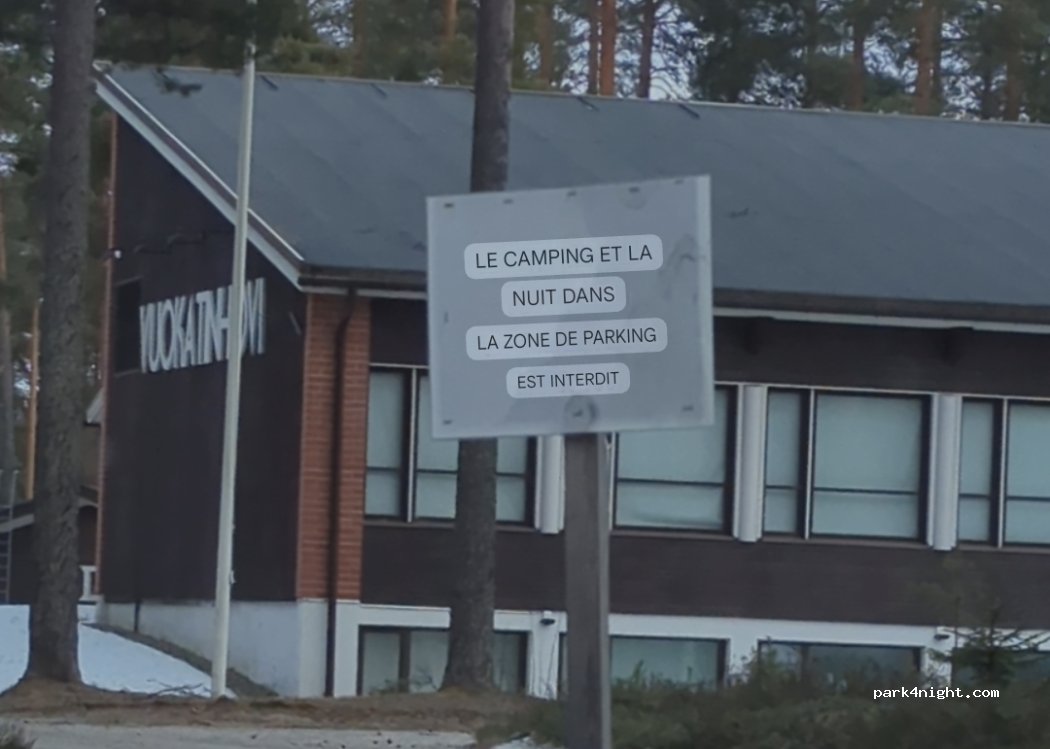 LE CAMPING ET LA
NUIT DANS
LA ZONE DE PARKING
EST INTERDIT
VUOKATINHOVI
park4night.com